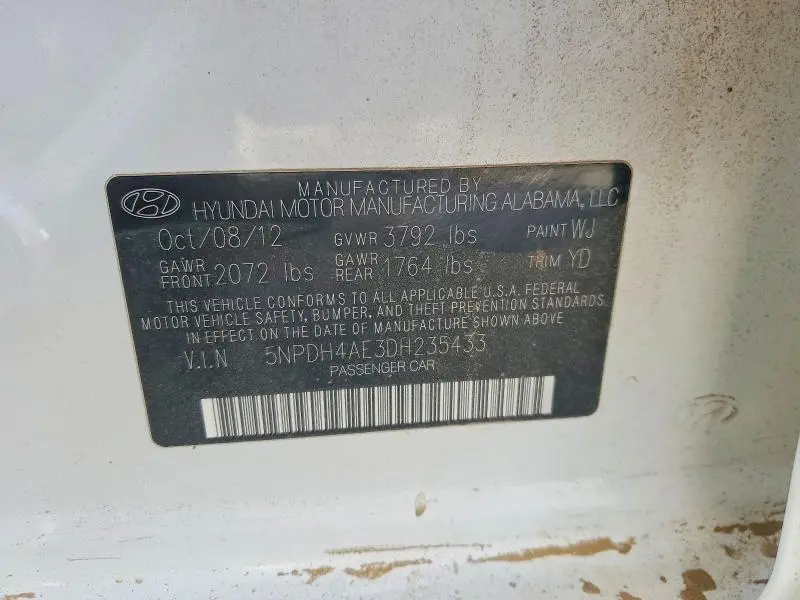 MANUFACTURED BY
HYUNDAI MOTOR MANUFACTURING ALABAMA, LLC
Oct/08/12 GVWR 3792 lbs PAINT WJ
GAWR FRONT 2072 lbs GAWR REAR 1764 lbs TRIM YD
THIS VEHICLE CONFORMS TO ALL APPLICABLE U.S.A. FEDERAL
MOTOR VEHICLE SAFETY, BUMPER, AND THEFT PREVENTION STANDARDS
IN EFFECT ON THE DATE OF MANUFACTURE SHOWN ABOVE
V.I.N 5NPDH4AE3DH235433
PASSENGER CAR